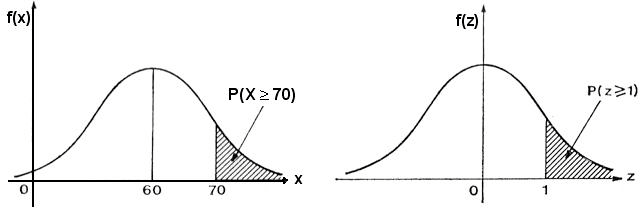 f(x)
P(X ≥ 70)
0 60 70 x
f(z)
P(z⩾1)
0 1 z